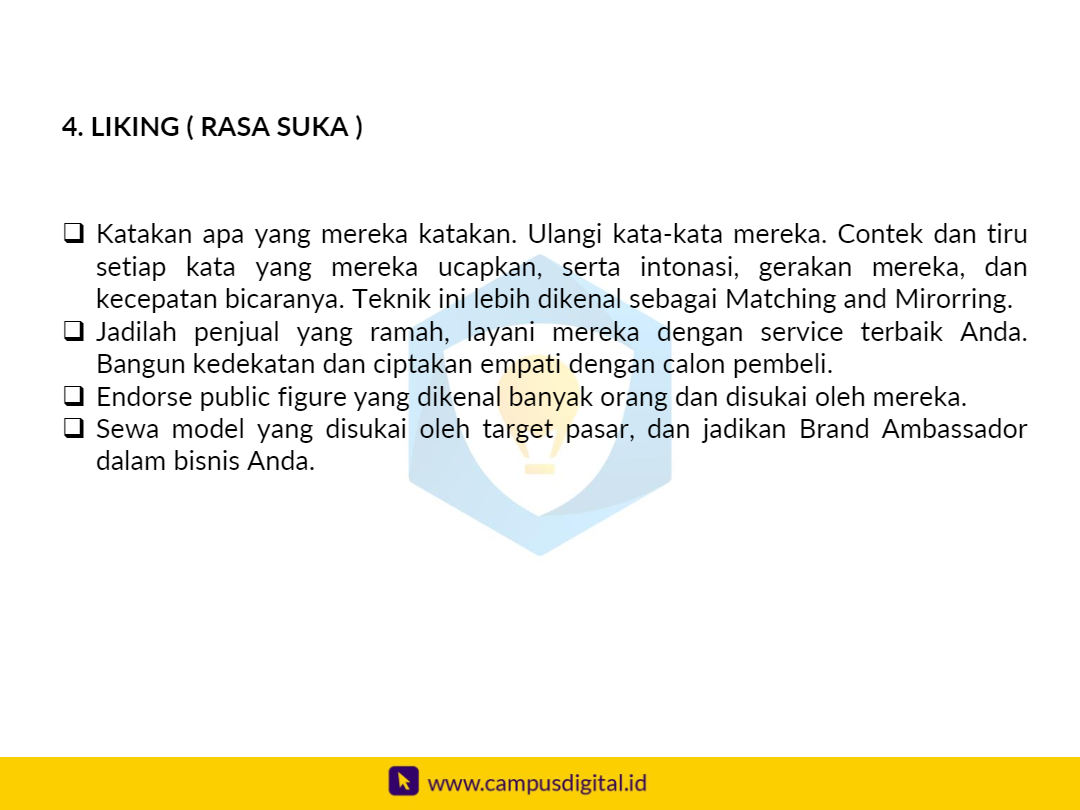 4. LIKING ( RASA SUKA )
❑ Katakan apa yang mereka katakan. Ulangi kata-kata mereka. Contek dan tiru
setiap kata yang mereka ucapkan, serta intonasi, gerakan mereka, dan
kecepatan bicaranya. Teknik ini lebih dikenal sebagai Matching and Mirorring.
❑ Jadilah penjual yang ramah, layani mereka dengan service terbaik Anda.
Bangun kedekatan dan ciptakan empati dengan calon pembeli.
❑ Endorse public figure yang dikenal banyak orang dan disukai oleh mereka.
❑ Sewa model yang disukai oleh target pasar, dan jadikan Brand Ambassador
dalam bisnis Anda.
www.campusdigital.id